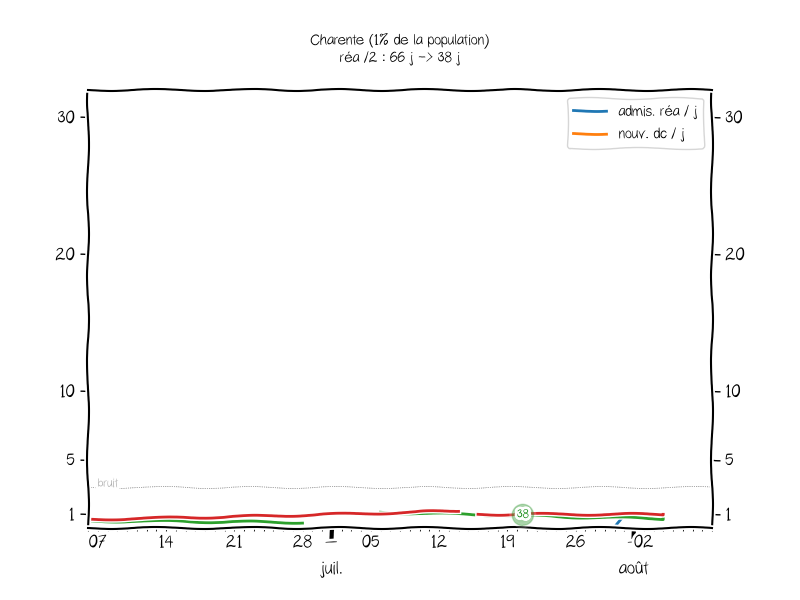 Charente (1% de la population)
réa /2 : 66 j -> 38 j
admis. réa / j
nouv. dc / j
30
30
20
20
10
10
5
5
bruit
1
1
38
07 14 21 28 05 12 19 26 02
juil. août